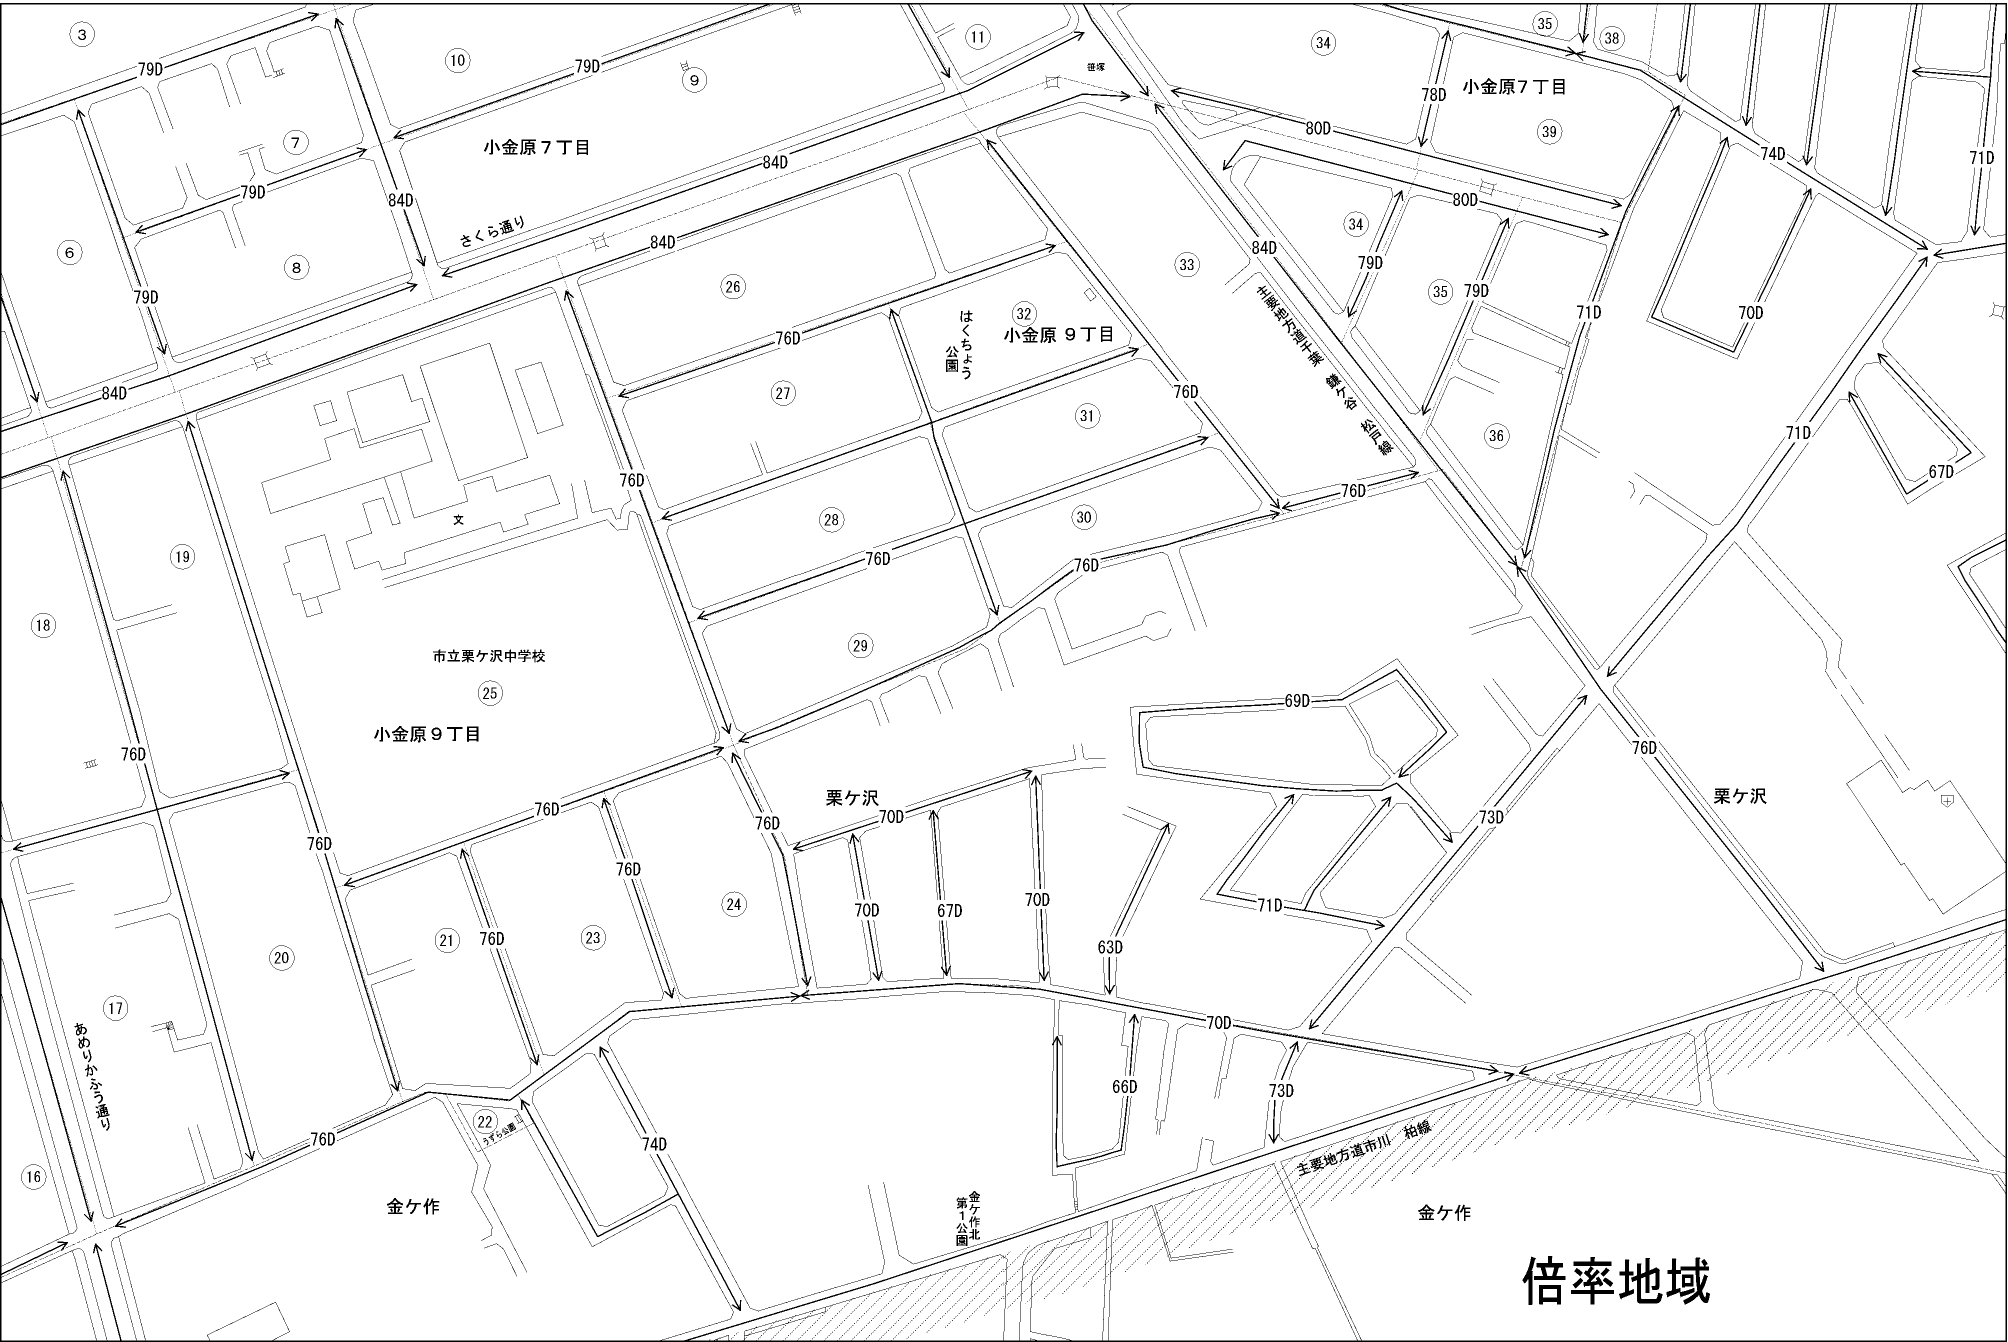 3
79D
10
79D
9
11
笹塚
34
78D
小金原７丁目
35
38
39
80D
74D
71D
7
小金原７丁目
79D
84D
84D
6
8
79D
さくら通り
84D
26
33
84D
34
80D
79D
35
79D
71D
70D
84D
76D
はくちょう
公園
32
小金原 ９丁目
主要地方道千葉 鎌ケ谷 松戸線
27
31
76D
36
71D
67D
76D
文
28
76D
30
76D
76D
18
19
市立栗ケ沢中学校
25
小金原９丁目
29
69D
76D
76D
76D
76D
栗ケ沢
70D
73D
栗ケ沢
76D
76D
24
70D
67D
70D
63D
71D
21
76D
23
20
17
あめりかふう通り
70D
22
うずら公園
66D
73D
76D
74D
16
主要地方道市川 柏線
金ケ作
金ケ作北
第１公園
金ケ作
倍率地域